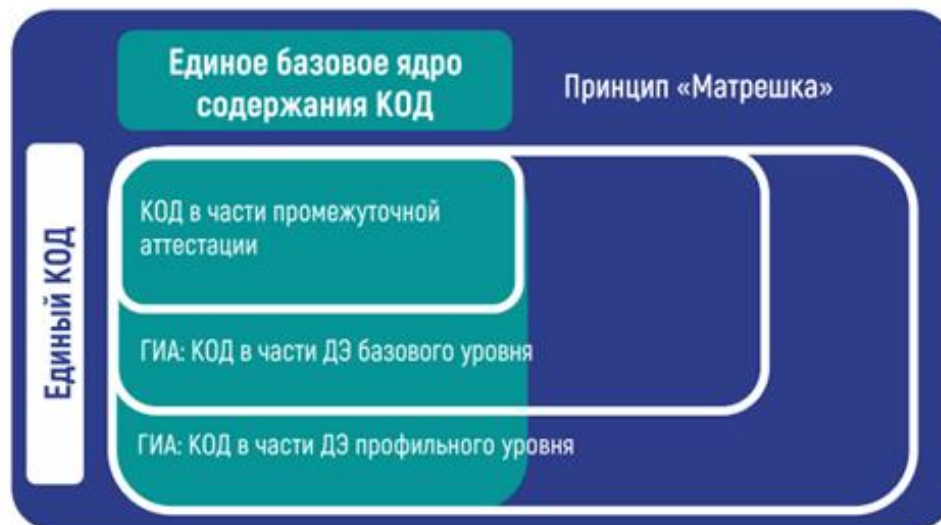 Единое базовое ядро
содержания КОД
Принцип «Матрешка»
Единый КОД
КОД в части промежуточной
аттестации
ГИА: КОД в части ДЭ базового уровня
ГИА: КОД в части ДЭ профильного уровня